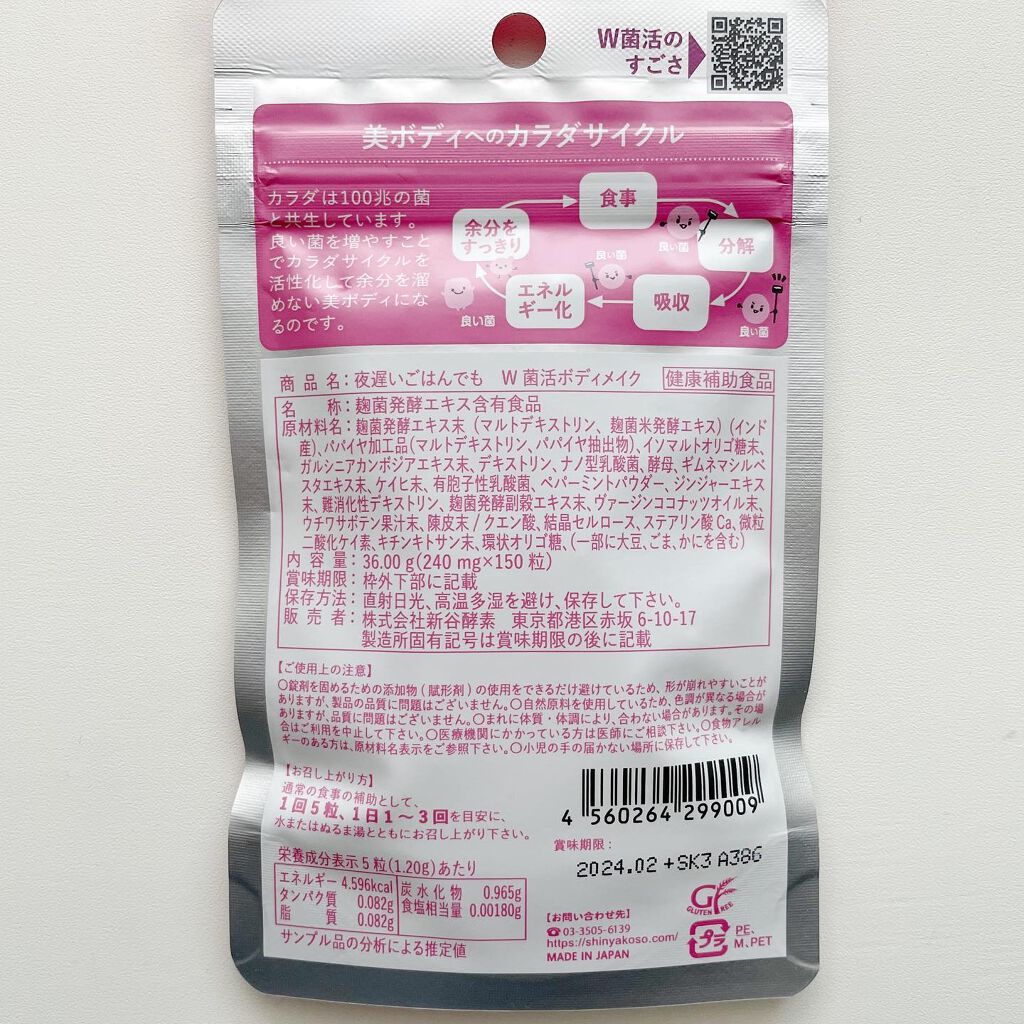 W菌活の
すごさ
美ボディへのカラダサイクル
カラダは100兆の菌
と共生しています。
良い菌を増やすこと
でカラダサイクルを
活性化して余分を溜
めない美ボディにな
るのです。
食事
良い菌
分解
良い菌
吸収
良い菌
エネル
ギー化
良い菌
余分を
すっきり
商品名：夜遅いごはんでも W菌活ボディメイク 健康補助食品
名称：麹菌発酵エキス含有食品
原材料名：麹菌発酵エキス末（マルトデキストリン、麹菌米発酵エキス）（インド
産）、パパイヤ加工品（マルトデキストリン、パパイヤ抽出物）、イソマルトオリゴ糖末、
ガルシニアカンボジアエキス末、デキストリン、ナノ型乳酸菌、酵母、ギムネマシルベ
スタエキス末、ケイヒ末、有胞子性乳酸菌、ペパーミントパウダー、ジンジャーエキス
末、難消化性デキストリン、麹菌発酵副穀エキス末、ヴァージンココナッツオイル末、
ウチワサボテン果汁末、陳皮末／クエン酸、結晶セルロース、ステアリン酸Ca、微粒
二酸化ケイ素、キチンキトサン末、環状オリゴ糖、（一部に大豆、ごま、かにを含む）
内容量：36.00 g(240 mg×150 粒)
賞味期限：枠外下部に記載
保存方法：直射日光、高温多湿を避け、保存して下さい。
販売者：株式会社新谷酵素 東京都港区赤坂 6-10-17
製造所固有記号は賞味期限の後に記載
【ご使用上の注意】
〇錠剤を固めるための添加物（賦形剤）の使用をできるだけ避けているため、形が崩れやすいことが
ありますが、製品の品質に問題はございません。〇自然原料を使用しているため、色調が異なる場合が
ありますが、品質に問題はございません。〇まれに体質・体調により、合わない場合があります。その場
合はご利用を中止して下さい。〇医療機関にかかっている方は医師にご相談下さい。〇食物アレル
ギーのある方は、原材料名表示をご参照下さい。〇小児の手の届かない場所に保存して下さい。
【お召し上がり方】
通常の食事の補助として、
1回5粒、1日1～3回を目安に、
水またはぬるま湯とともにお召し上がり下さい。
4 560264 299009
賞味期限：
2024.02 +SK3 A386
栄養成分表示 5 粒(1.20g)あたり
エネルギー 4.596kcal 炭水化物 0.965g
タンパク質 0.082g 食塩相当量 0.00180g
脂質 0.082g
サンプル品の分析による推定値
【お問い合わせ先】
☎03-3505-6139
https://shinyakoso.com/
MADE IN JAPAN
G
GLUTEN FREE
プラ
PE、
M、PET